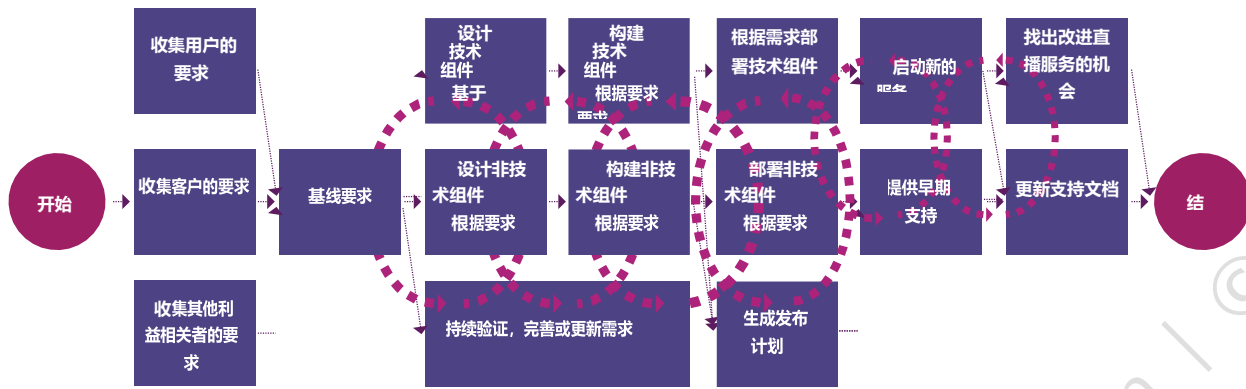 开始
收集用户的
要求
收集客户的要求
收集其他利
益相关者的要
求
基线要求
设计
技术
组件
基于
设计非技
术组件
根据要求
持续验证，完善或更新需求
构建
技术
组件
根据要求
要求
构建非技
术组件
根据要求
根据需求部
署技术组件
部署非技
术组件
根据要求
生成发布
计划
启动新的
服务
提供早期
支持
找出改进直
播服务的机
会
更新支持文档
结
©